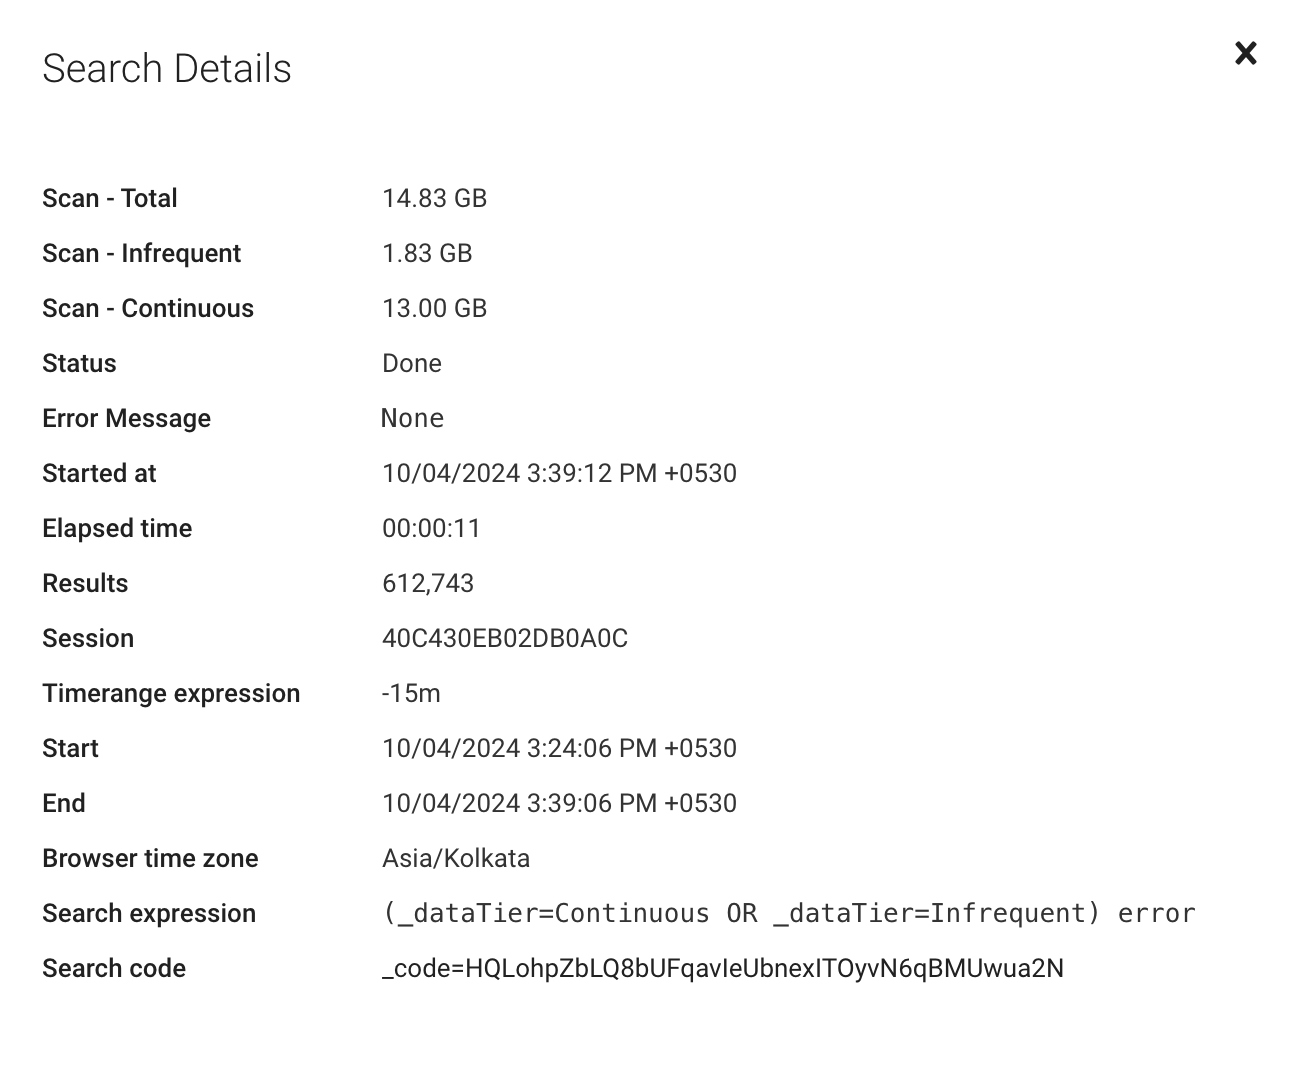 Search Details
Scan - Total 14.83 GB
Scan - Infrequent 1.83 GB
Scan - Continuous 13.00 GB
Status Done
Error Message None
Started at 10/04/2024 3:39:12 PM +0530
Elapsed time 00:00:11
Results 612,743
Session 40C430EB02DB0A0C
Timerange expression -15m
Start 10/04/2024 3:24:06 PM +0530
End 10/04/2024 3:39:06 PM +0530
Browser time zone Asia/Kolkata
Search expression (_dataTier=Continuous OR _dataTier=Infrequent) error
Search code _code=HQLohpZbLQ8bUFqavIeUbnexITOyvN6qBMUwua2N